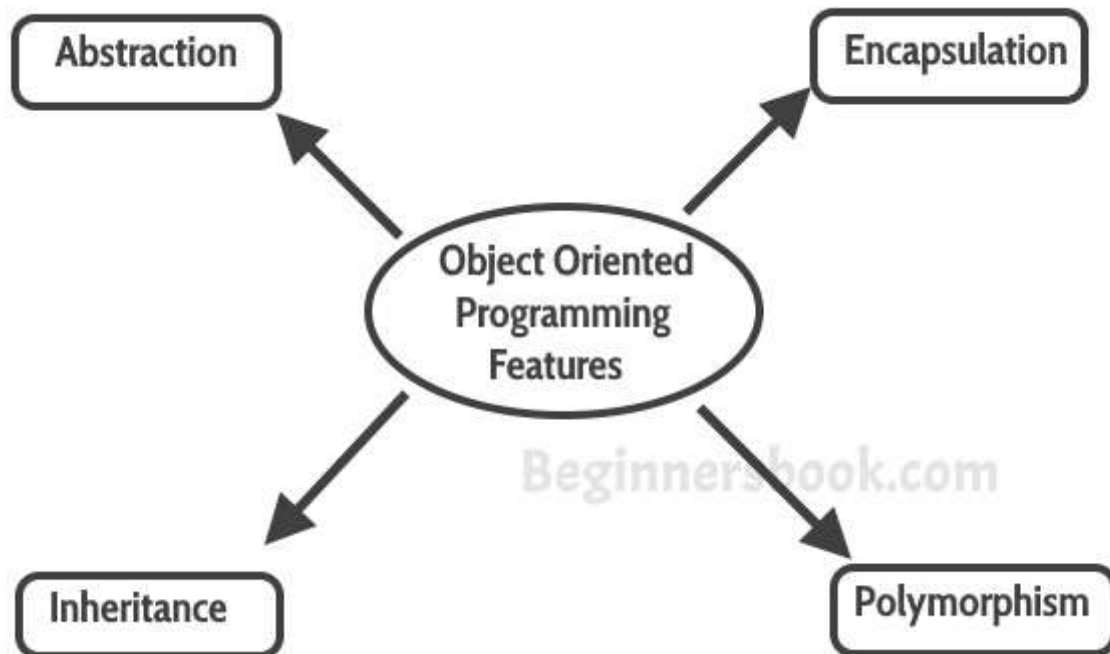 Abstraction
Encapsulation
Object Oriented
Programming
Features
Beginnersbook.com
Inheritance
Polymorphism